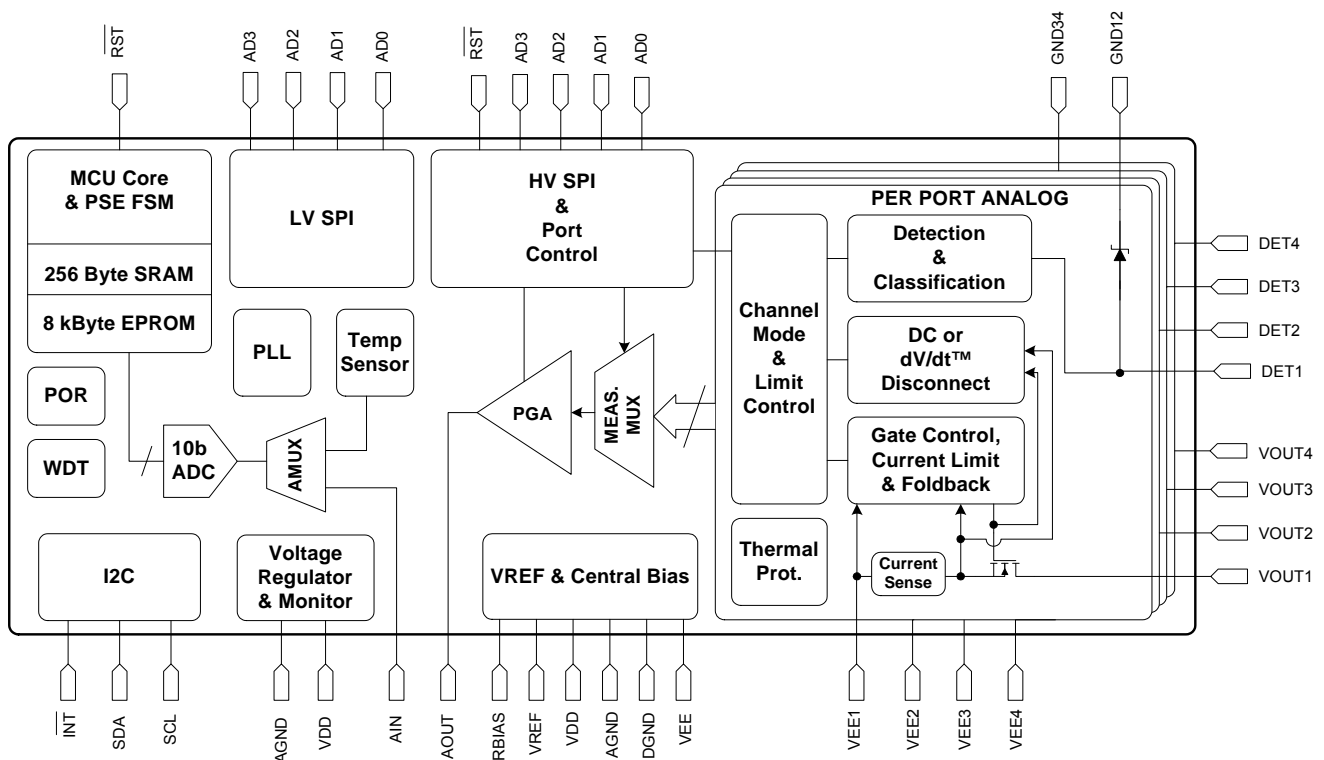 RST
AD3
AD2
AD1
AD0
RST
AD3
AD2
AD1
AD0
GND34
GND12
MCU Core
& PSE FSM
256 Byte SRAM
8 kByte EPROM
LV SPI
HV SPI
&
Port
Control
PER PORT ANALOG
Channel
Mode
&
Limit
Control
Detection
&
Classification
DC or
dV/dt™
Disconnect
Gate Control,
Current Limit
& Foldback
Current
Sense
Thermal
Prot.
DET4
DET3
DET2
DET1
VOUT4
VOUT3
VOUT2
VOUT1
POR
WDT
PLL
Temp
Sensor
10b
ADC
AMUX
PGA
MEAS.
MUX
I2C
Voltage
Regulator
& Monitor
VREF & Central Bias
INT
SDA
SCL
AGND
VDD
AIN
AOUT
RBIAS
VREF
VDD
AGND
DGND
VEE
VEE1
VEE2
VEE3
VEE4